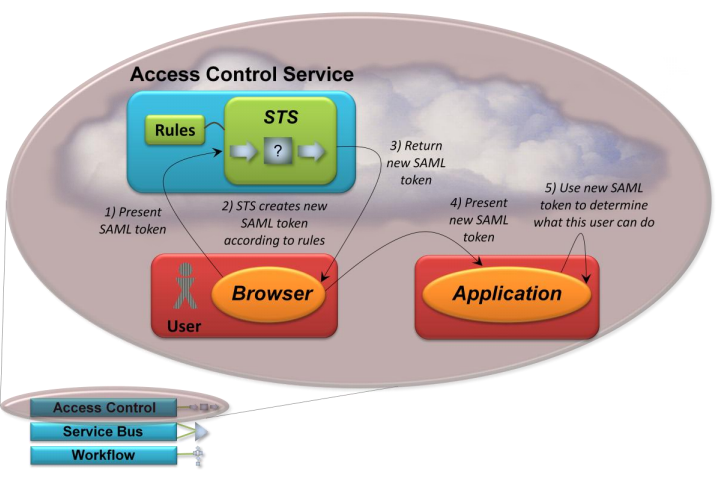 Access Control Service
STS
Rules
?
3) Return
new SAML
token
1) Present
SAML token
2) STS creates new
SAML token
according to rules
4) Present
new SAML
token
5) Use new SAML
token to determine
what this user can do
Browser
User
Application
Access Control
Service Bus
Workflow